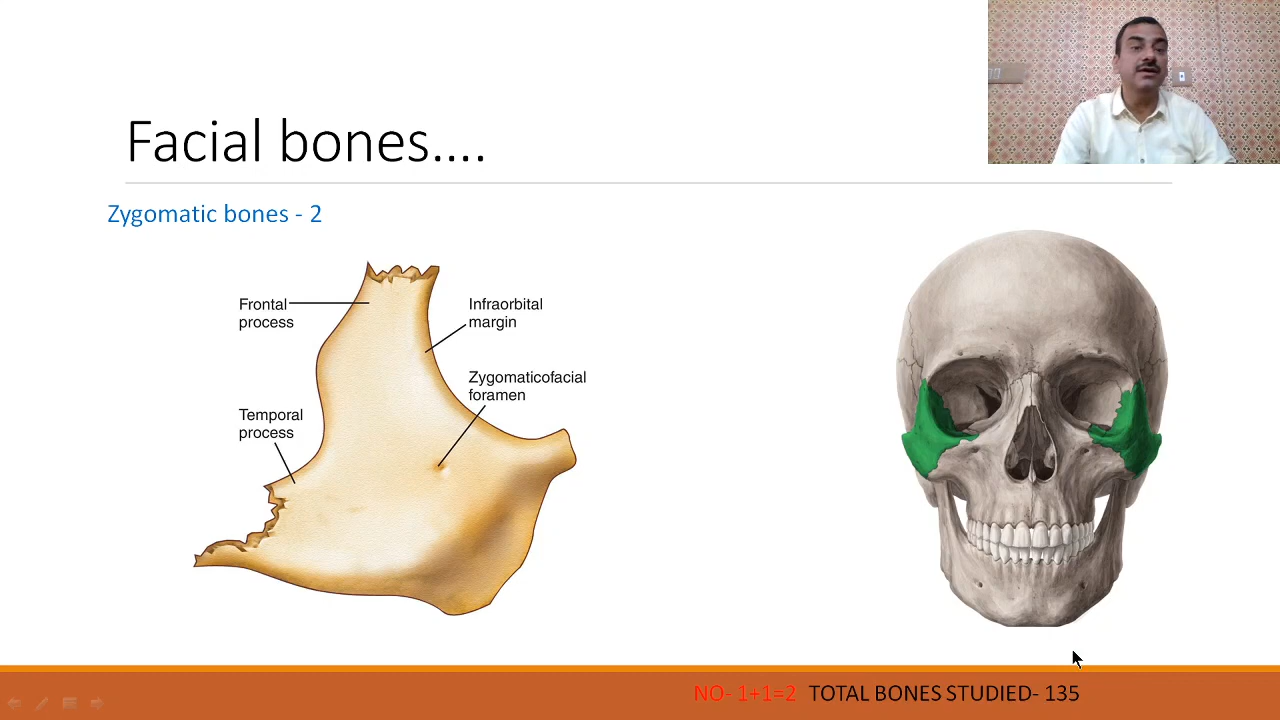 Facial bones....
Zygomatic bones - 2
Frontal
process
Infraorbital
margin
Zygomaticofacial
foramen
Temporal
process
NO- 1+1=2 TOTAL BONES STUDIED- 135